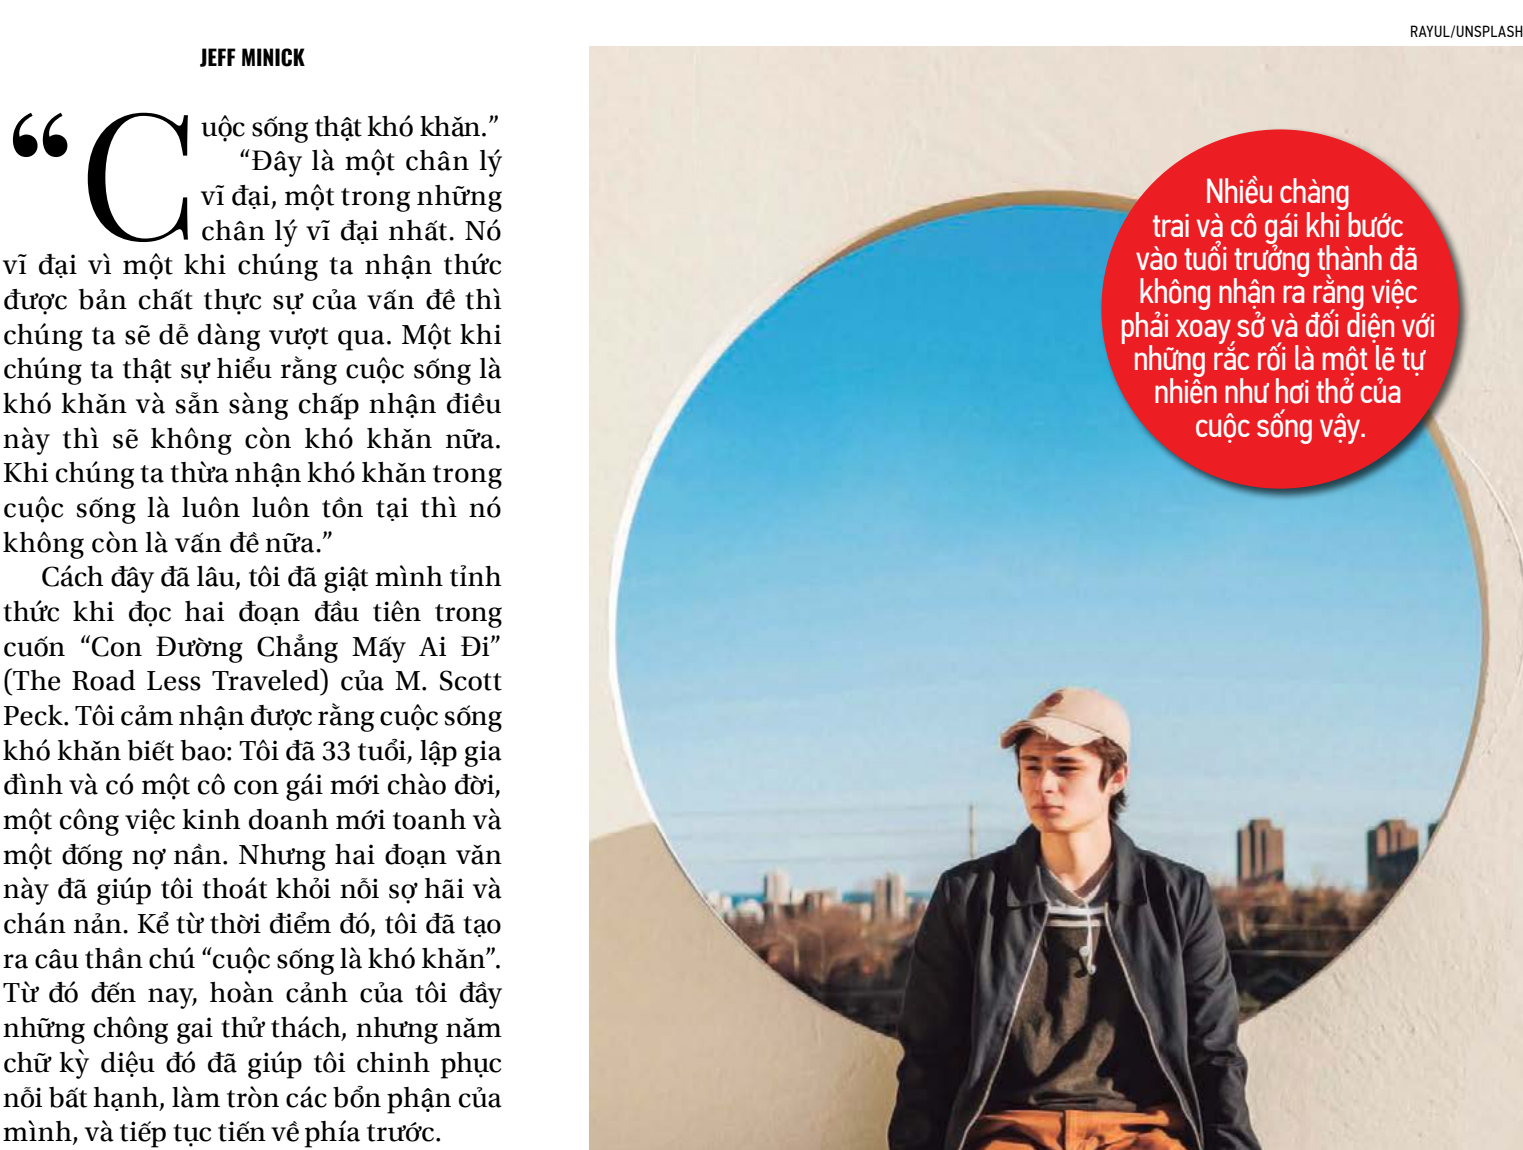 RAYUL/UNSPLASH
JEFF MINICK
“Cuộc sống thật khó khăn.”
“Đây là một chân lý
vĩ đại, một trong những
chân lý vĩ đại nhất. Nó
vĩ đại vì một khi chúng ta nhận thức
được bản chất thực sự của vấn đề thì
chúng ta sẽ dễ dàng vượt qua. Một khi
chúng ta thật sự hiểu rằng cuộc sống là
khó khăn và sẵn sàng chấp nhận điều
này thì sẽ không còn khó khăn nữa.
Khi chúng ta thừa nhận khó khăn trong
cuộc sống là luôn luôn tồn tại thì nó
không còn là vấn đề nữa.”
Cách đây đã lâu, tôi đã giật mình tỉnh
thức khi đọc hai đoạn đầu tiên trong
cuốn “Con Đường Chẳng Mấy Ai Đi”
(The Road Less Traveled) của M. Scott
Peck. Tôi cảm nhận được rằng cuộc sống
khó khăn biết bao: Tôi đã 33 tuổi, lập gia
đình và có một cô con gái mới chào đời,
một công việc kinh doanh mới toanh và
một đống nợ nần. Nhưng hai đoạn văn
này đã giúp tôi thoát khỏi nỗi sợ hãi và
chán nản. Kể từ thời điểm đó, tôi đã tạo
ra câu thần chú “cuộc sống là khó khăn”.
Từ đó đến nay, hoàn cảnh của tôi đầy
những chông gai thử thách, nhưng năm
chữ kỳ diệu đó đã giúp tôi chinh phục
nỗi bất hạnh, làm tròn các bổn phận của
mình, và tiếp tục tiến về phía trước.
Nhiều chàng
trai và cô gái khi bước
vào tuổi trưởng thành đã
không nhận ra rằng việc
phải xoay sở và đối diện với
những rắc rối là một lẽ tự
nhiên như hơi thở của
cuộc sống vậy.